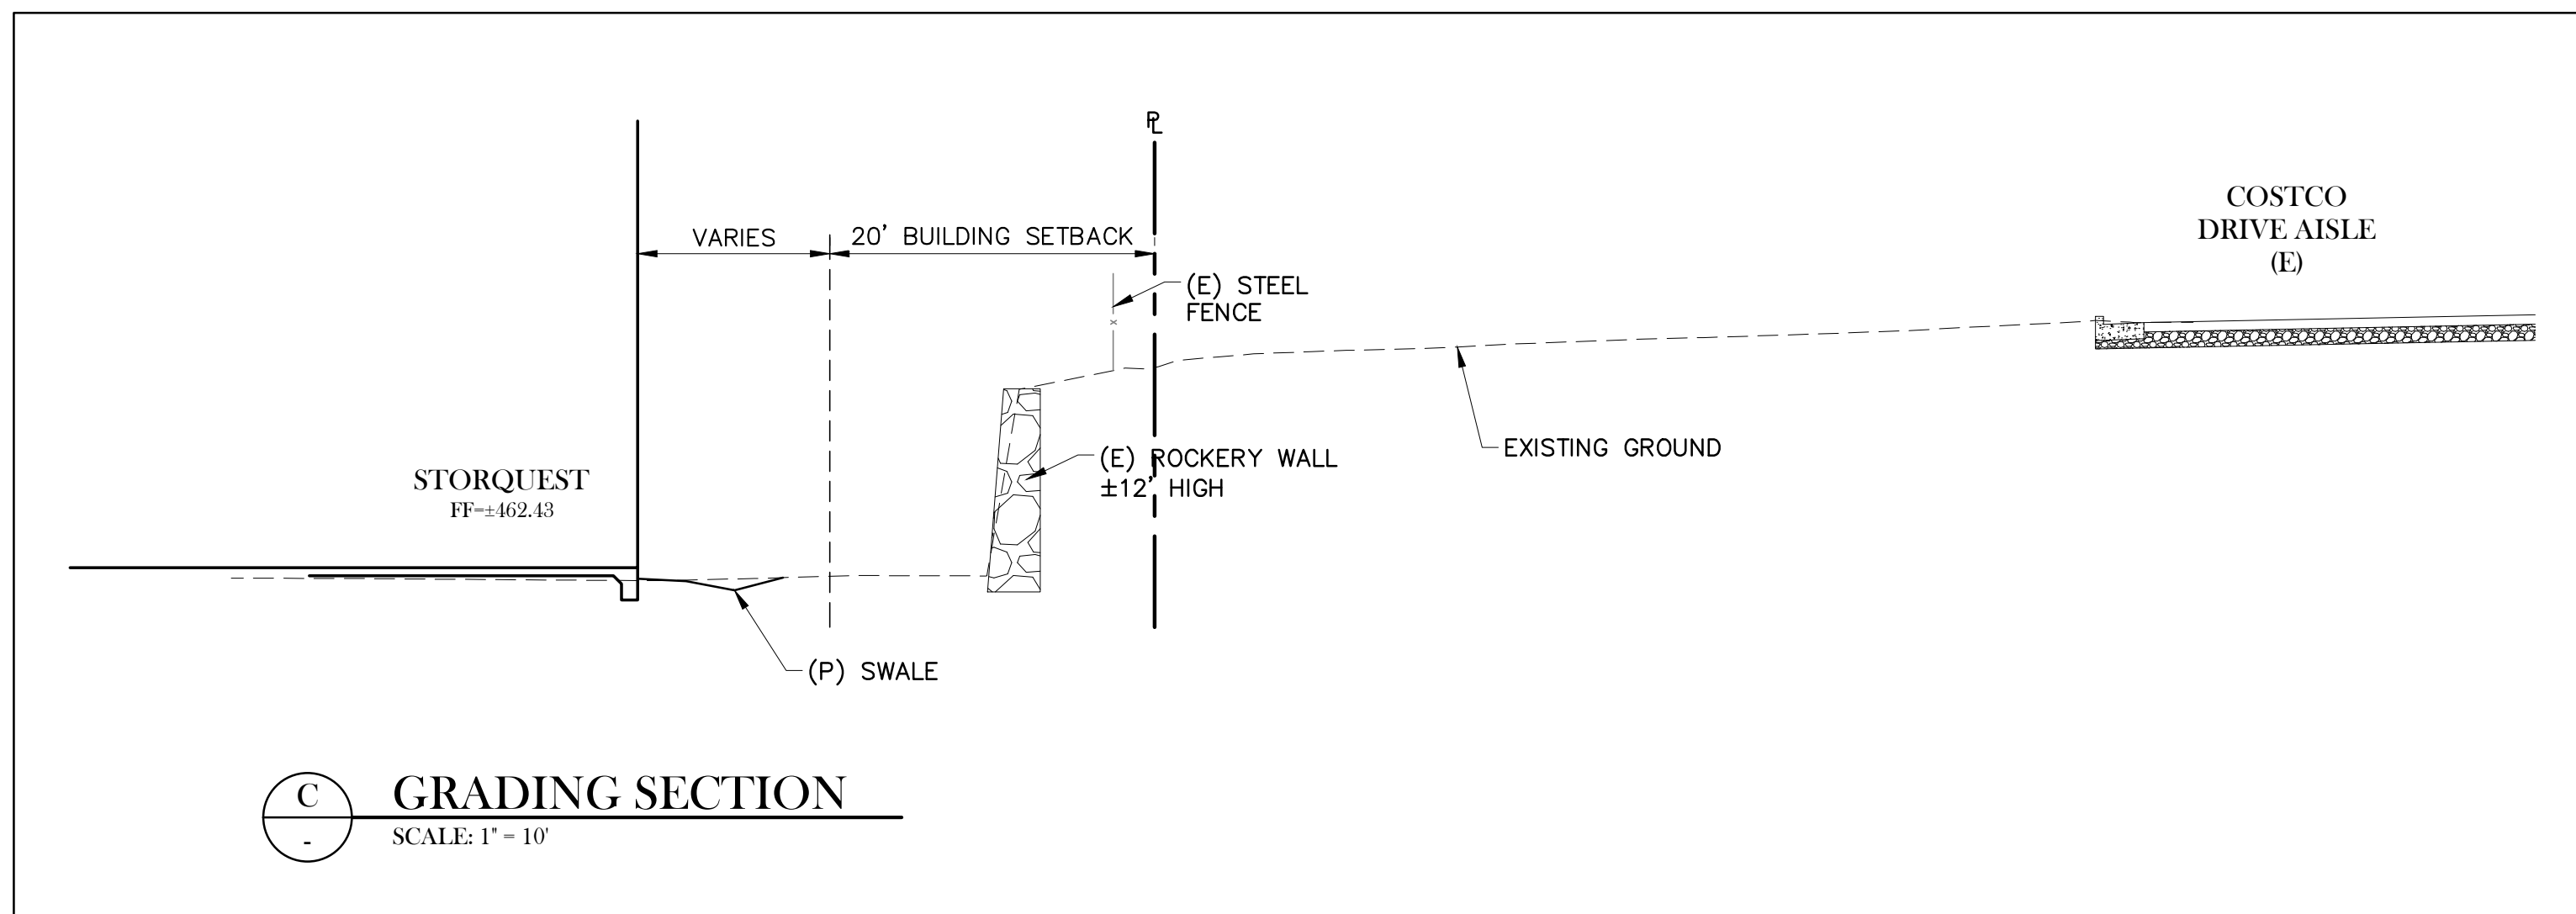 PL
VARIES
20' BUILDING SETBACK
COSTCO
DRIVE AISLE
(E)
(E) STEEL
FENCE
x
EXISTING GROUND
(E) ROCKERY WALL
±12' HIGH
STORQUEST
FF=±462.43
(P) SWALE
C
-
GRADING SECTION
SCALE: 1" = 10'